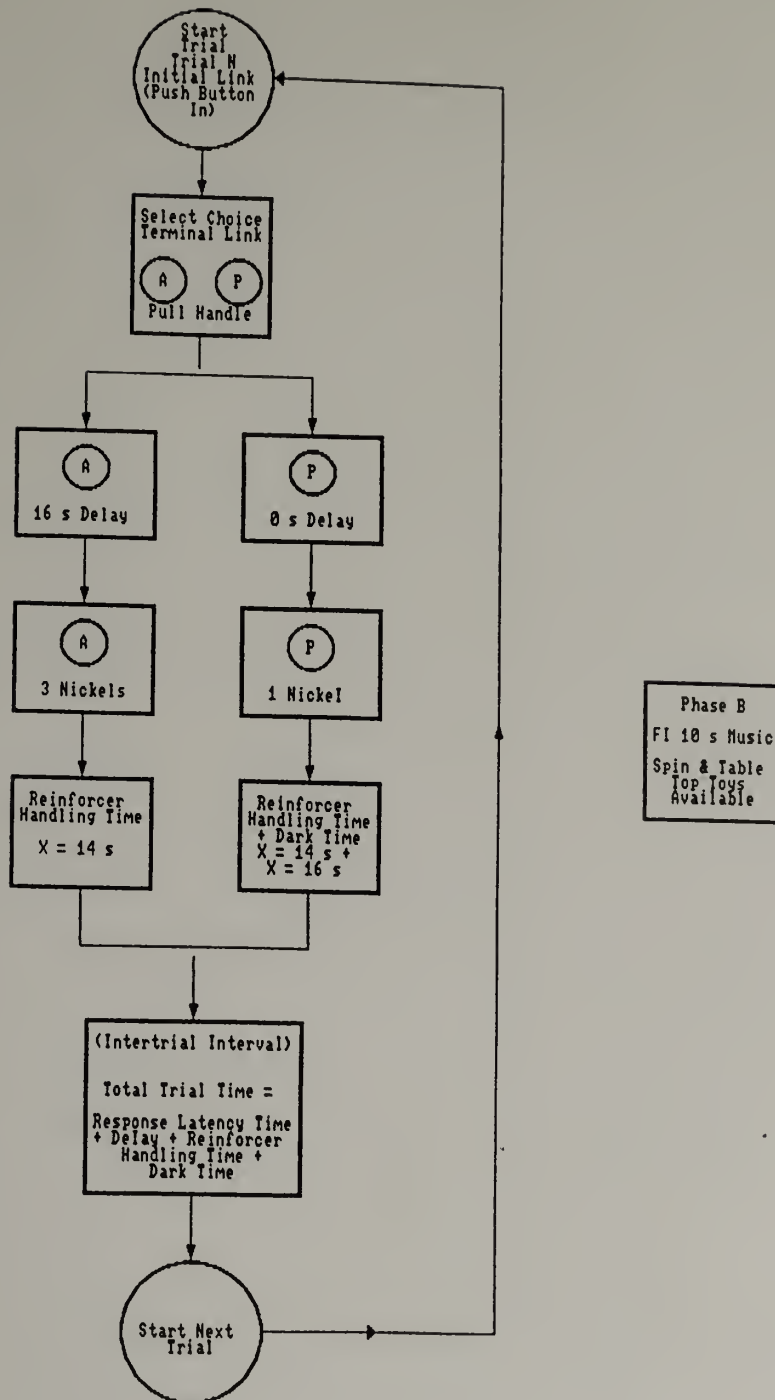 Start
Trial
Trial N
Initial Link
(Push Button
In)
Select Choice
Terminal Link
A P
Pull Handle
A
16 s Delay
P
0 s Delay
A
3 Nickels
P
1 Nickel
Reinforcer
Handling Time
X = 14 s
Reinforcer
Handling Time
+ Dark Time
X = 14 s +
X = 16 s
(Intertrial Interval)
Total Trial Time =
Response Latency Time
+ Delay + Reinforcer
Handling Time +
Dark Time
Start Next
Trial
Phase B
FI 10 s Music
Spin & Table
Top Toys
Available